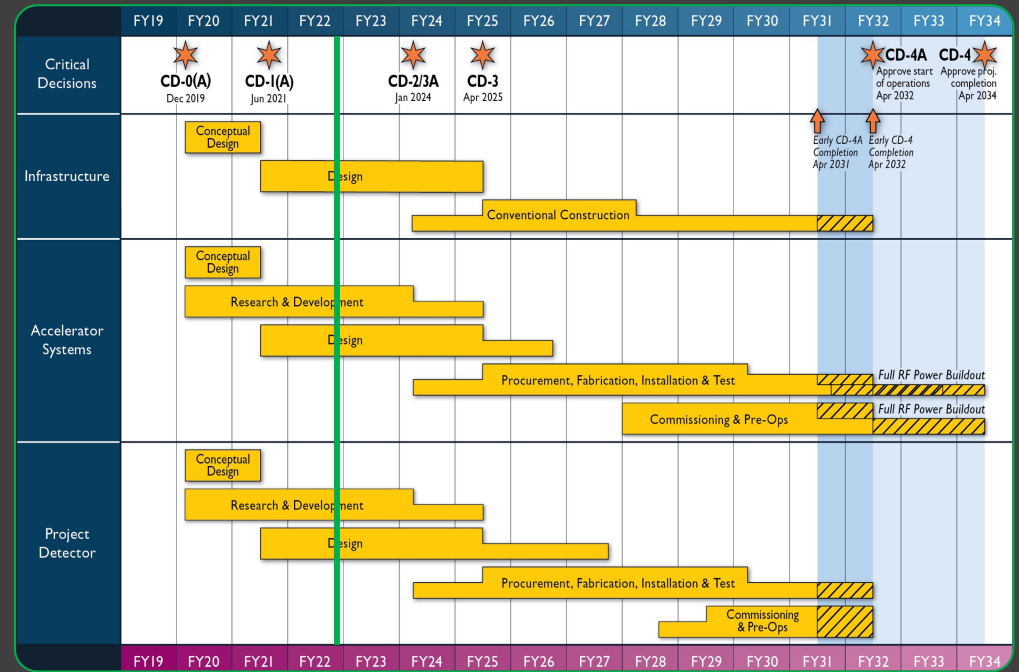 FY19 FY20 FY21 FY22 FY23 FY24 FY25 FY26 FY27 FY28 FY29 FY30 FY31 FY32 FY33 FY34
Critical
Decisions
CD-0(A)
Dec 2019
CD-1(A)
Jun 2021
CD-2/3A
Jan 2024
CD-3
Apr 2025
CD-4A
Approve start
of operations
Apr 2032
CD-4
Approve proj.
completion
Apr 2034
Early CD-4A
Completion
Apr 2031
Early CD-4
Completion
Apr 2032
Infrastructure
Conceptual
Design
Design
Conventional Construction
Accelerator
Systems
Conceptual
Design
Research & Development
Design
Procurement, Fabrication, Installation & Test
Full RF Power Buildout
Commissioning & Pre-Ops
Full RF Power Buildout
Project
Detector
Conceptual
Design
Research & Development
Design
Procurement, Fabrication, Installation & Test
Commissioning
& Pre-Ops
FY19 FY20 FY21 FY22 FY23 FY24 FY25 FY26 FY27 FY28 FY29 FY30 FY31 FY32 FY33 FY34